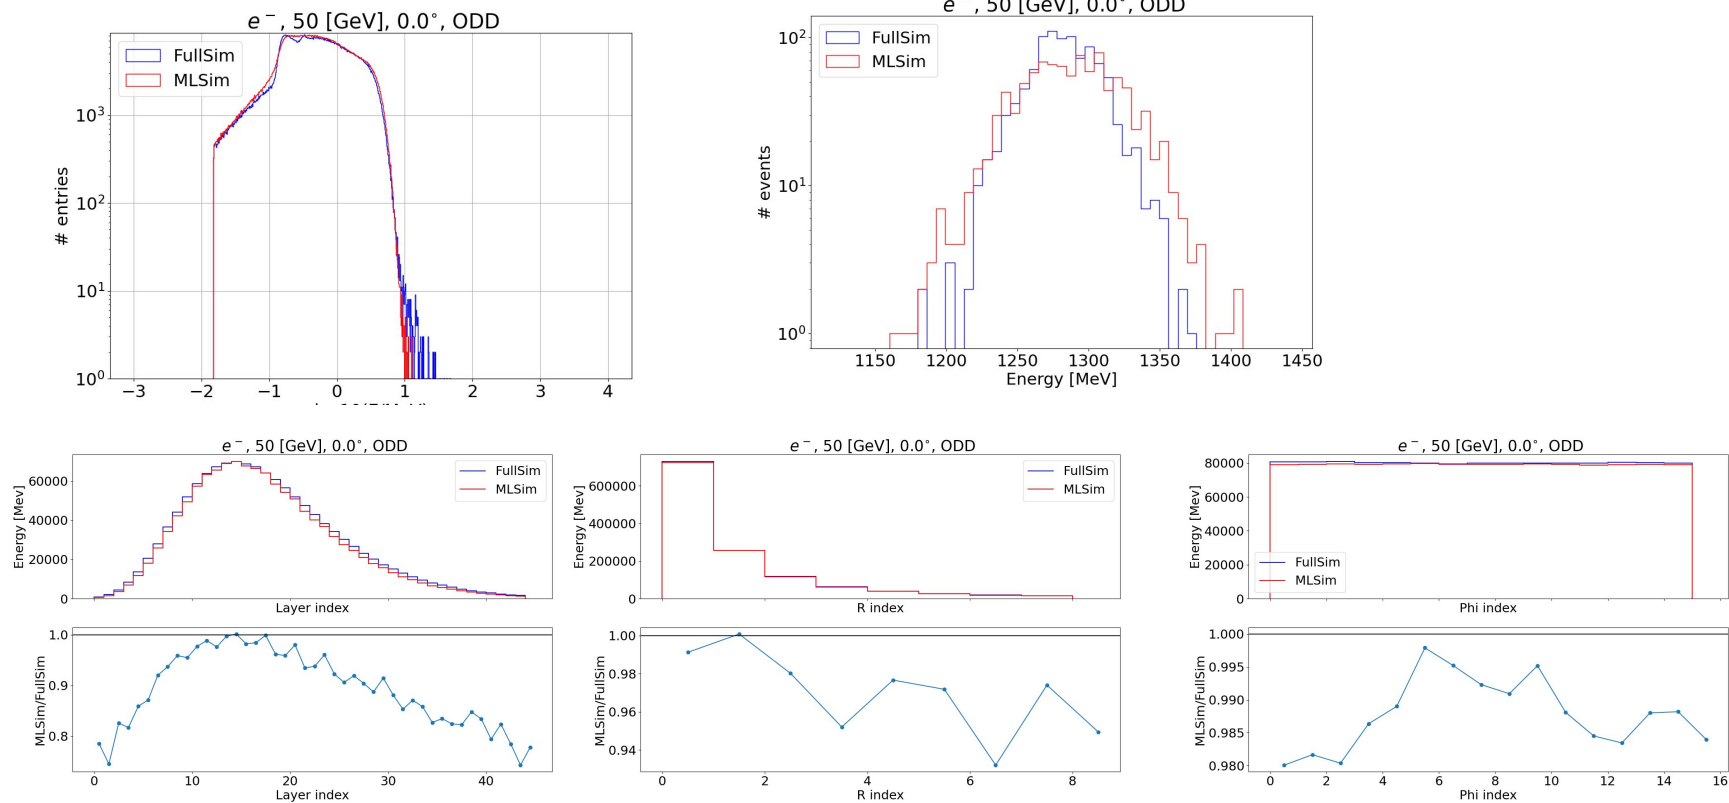 e⁻, 50 [GeV], 0.0°, ODD
FullSim
MLSim
# entries
10³
10²
10¹
10⁰
−3 −2 −1 0 1 2 3 4
e⁻, 50 [GeV], 0.0°, ODD
FullSim
MLSim
# events
10²
10¹
10⁰
1150 1200 1250 1300 1350 1400 1450
Energy [MeV]
e⁻, 50 [GeV], 0.0°, ODD
FullSim
MLSim
Energy [Mev]
60000
40000
20000
0
Layer index
MLSim/FullSim
1.0
0.9
0.8
0 10 20 30 40
Layer index
e⁻, 50 [GeV], 0.0°, ODD
FullSim
MLSim
Energy [Mev]
600000
400000
200000
0
R index
MLSim/FullSim
1.00
0.98
0.96
0.94
0 2 4 6 8
R index
e⁻, 50 [GeV], 0.0°, ODD
FullSim
MLSim
Energy [Mev]
80000
60000
40000
20000
0
Phi index
MLSim/FullSim
1.000
0.995
0.990
0.985
0.980
0 2 4 6 8 10 12 14 16
Phi index